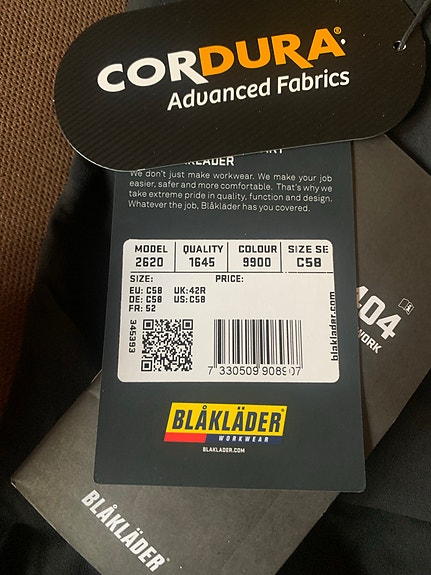 CORDURA®
Advanced Fabrics
BLÅKLÄDER
We don't just make workwear. We make your job
easier, safer and more comfortable. That's why we
take extreme pride in quality, function and design.
Whatever the job, Blåkläder has you covered.
MODEL QUALITY COLOUR SIZE SE
2620 1645 9900 C58
SIZE: PRICE:
EU: C58 UK:42R
DE: C58 US:C58
FR: 52
345393
7 330509 908907
blaklader.com
404
WORK
BLÅKLÄDER®
WORKWEAR
BLAKLADER.COM
BLÅKLÄDER®